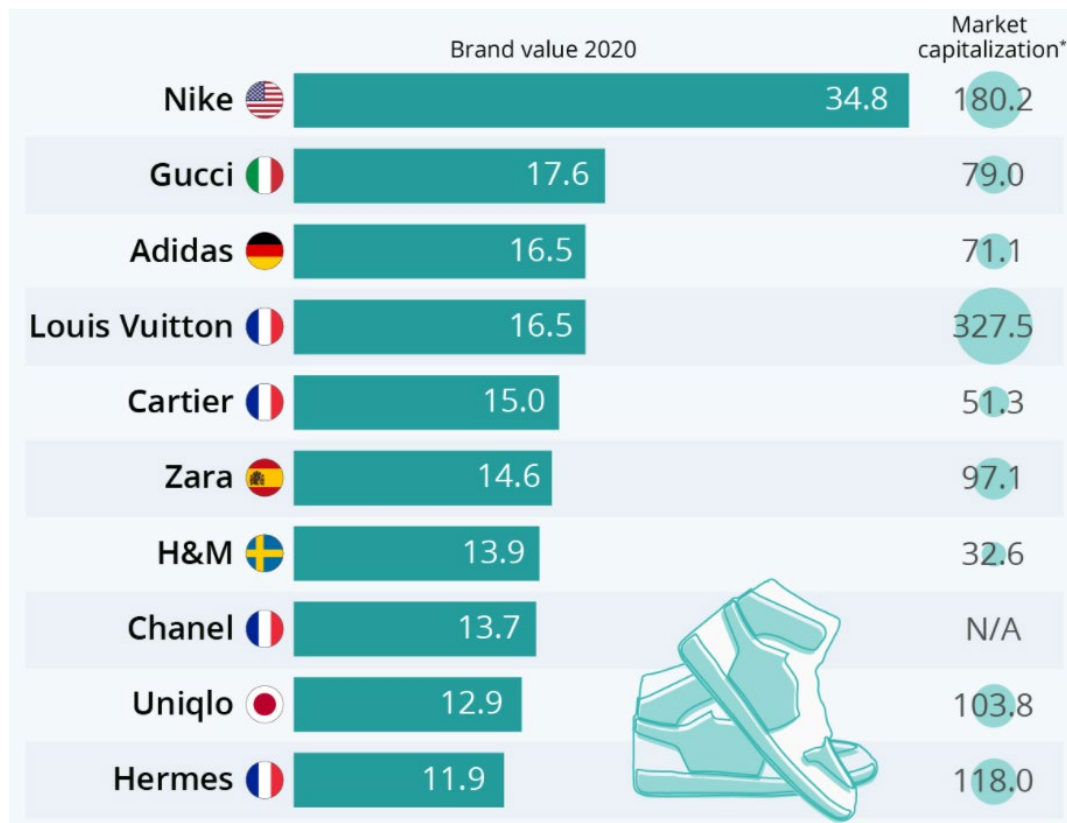 Brand value 2020
Market
capitalization*
Nike 34.8 180.2
Gucci 17.6 79.0
Adidas 16.5 71.1
Louis Vuitton 16.5 327.5
Cartier 15.0 51.3
Zara 14.6 97.1
H&M 13.9 32.6
Chanel 13.7 N/A
Uniqlo 12.9 103.8
Hermes 11.9 118.0